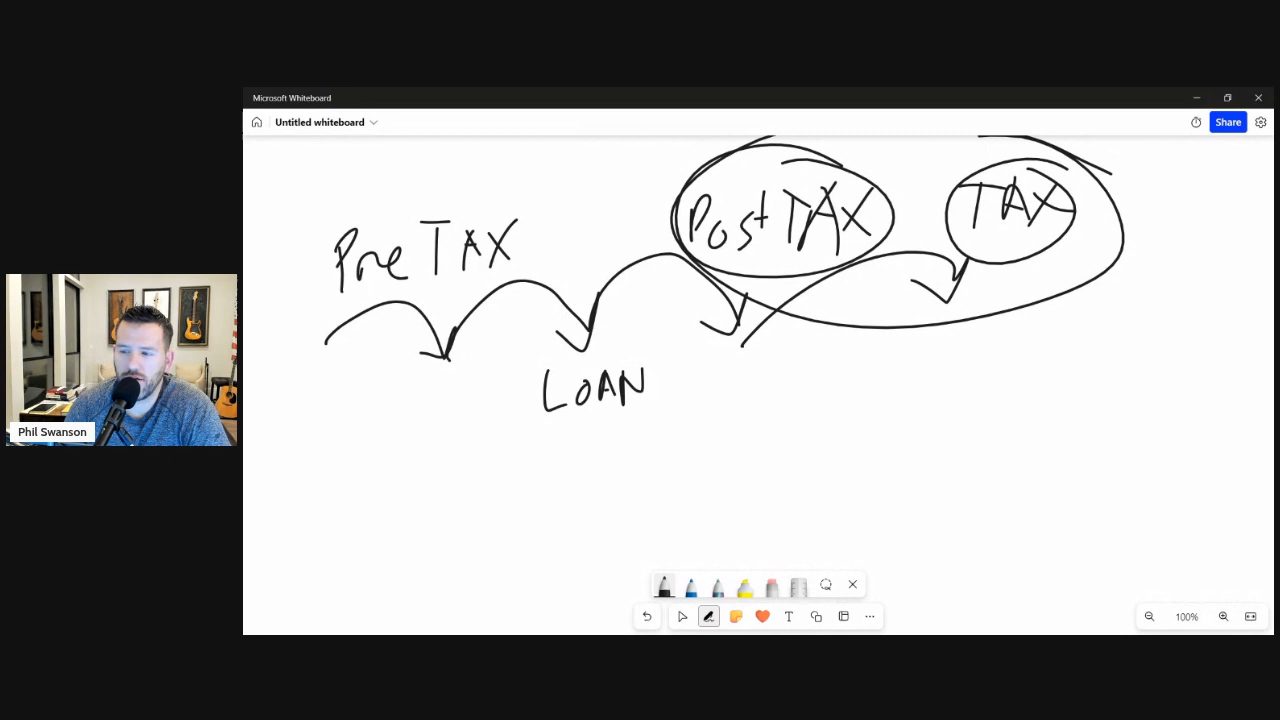 Microsoft Whiteboard
Untitled whiteboard
Share
Pre TAX
Post TAX
TAX
LOAN
Phil Swanson
100%